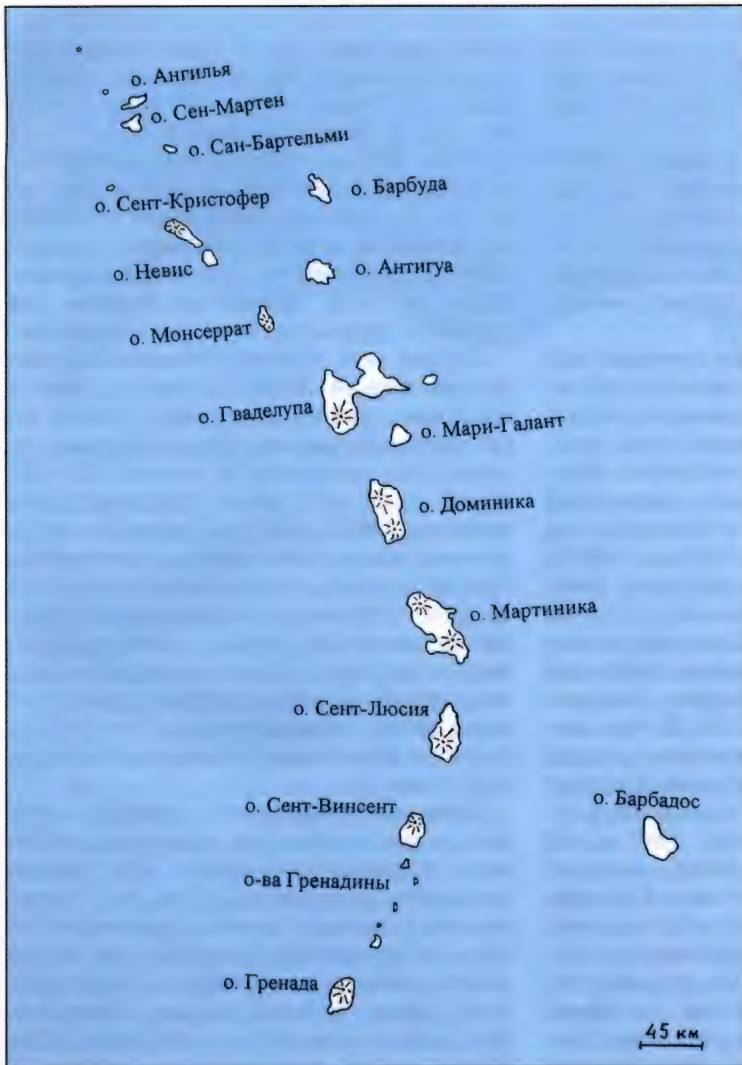 о. Ангилья
о. Сен-Мартен
о. Сан-Бартельми
о. Барбуда
о. Сент-Кристофер
о. Невис
о. Антигуа
о. Монсеррат
о. Гваделупа
о. Мари-Галант
о. Доминика
о. Мартиника
о. Сент-Люсия
о. Сент-Винсент
о. Барбадос
о-ва Гренадины
о. Гренада
45 км